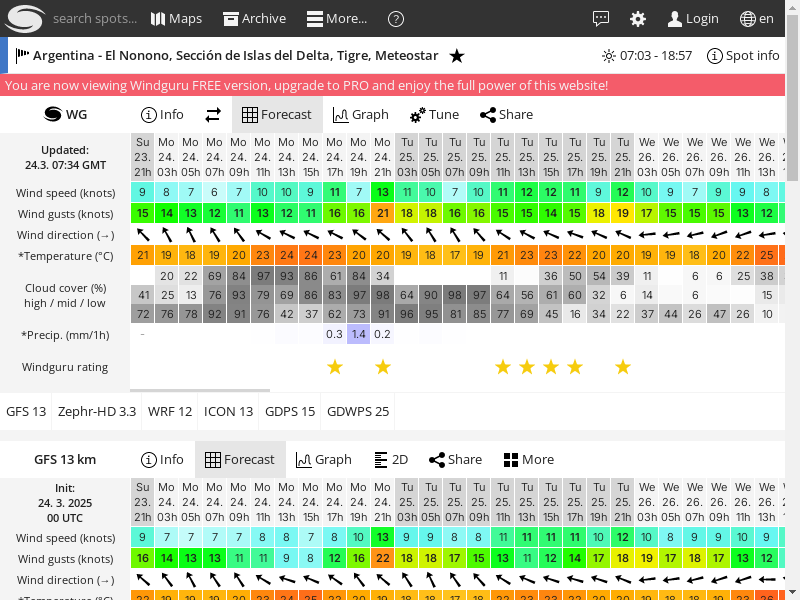 search spots... Maps Archive More... ? Login en
Argentina - El Nonono, Sección de Islas del Delta, Tigre, Meteostar ★ 07:03 - 18:57 Spot info
You are now viewing Windguru FREE version, upgrade to PRO and enjoy the full power of this website!
WG Info Forecast Graph Tune Share
Updated:
24.3. 07:34 GMT
Su Mo Mo Mo Mo Mo Mo Mo Mo Mo Mo Tu Tu Tu Tu Tu Tu Tu Tu Tu Tu We We We We We We
23. 24. 24. 24. 24. 24. 24. 24. 24. 24. 24. 25. 25. 25. 25. 25. 25. 25. 25. 25. 25. 26. 26. 26. 26. 26. 26.
21h 03h 05h 07h 09h 11h 13h 15h 17h 19h 21h 03h 05h 07h 09h 11h 13h 15h 17h 19h 21h 03h 05h 07h 09h 11h 13h
Wind speed (knots) 9 8 7 6 7 10 10 9 11 7 13 11 10 7 10 11 12 12 11 9 12 10 9 7 9 9 8
Wind gusts (knots) 15 14 13 12 11 13 12 11 16 16 21 18 18 16 16 15 15 14 15 18 19 17 15 15 15 13 12
Wind direction (→)
*Temperature (°C) 21 19 18 19 20 23 24 24 23 20 20 19 18 17 19 21 23 23 22 20 20 19 19 18 20 22 25
Cloud cover (%)
high / mid / low
20 22 69 84 97 93 86 61 84 34 11 36 50 54 39 11 6 6 25 38
41 25 13 76 93 79 69 86 83 97 98 64 90 98 97 64 56 61 60 32 6 14 6 15
72 76 78 92 91 76 42 37 62 73 91 96 95 81 85 77 69 45 16 34 22 37 44 26 47 26 10
*Precip. (mm/1h) - 0.3 1.4 0.2
Windguru rating ★ ★ ★ ★ ★ ★ ★
GFS 13 Zephr-HD 3.3 WRF 12 ICON 13 GDPS 15 GDWPS 25
GFS 13 km Info Forecast Graph 2D Share More
Init:
24. 3. 2025
00 UTC
Su Mo Mo Mo Mo Mo Mo Mo Mo Mo Mo Tu Tu Tu Tu Tu Tu Tu Tu Tu Tu We We We We We We
23. 24. 24. 24. 24. 24. 24. 24. 24. 24. 24. 25. 25. 25. 25. 25. 25. 25. 25. 25. 25. 26. 26. 26. 26. 26. 26.
21h 03h 05h 07h 09h 11h 13h 15h 17h 19h 21h 03h 05h 07h 09h 11h 13h 15h 17h 19h 21h 03h 05h 07h 09h 11h 13h
Wind speed (knots) 9 7 7 7 7 8 8 7 8 10 13 9 9 8 8 11 11 11 11 10 12 10 8 9 9 10 9
Wind gusts (knots) 16 14 13 13 11 11 9 8 12 16 22 18 18 17 15 13 11 12 14 17 18 19 17 18 17 13 12
Wind direction (→)
*Temperature (°C)